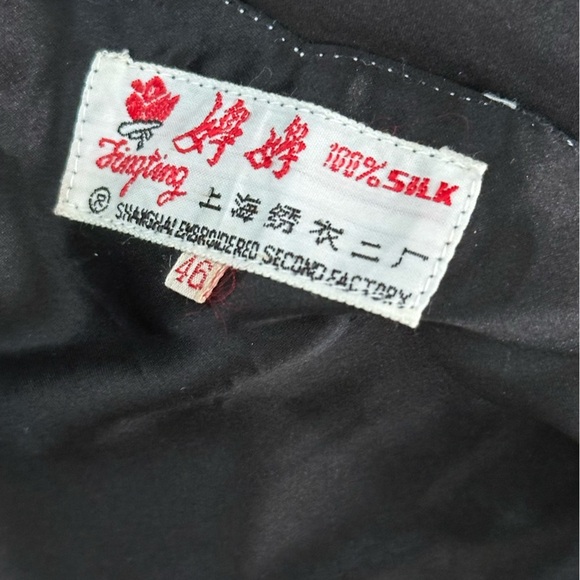 婷婷 100% SILK
Tingting
上海绣衣二厂
® SHANGHAI EMBROIDERED SECOND FACTORY
46